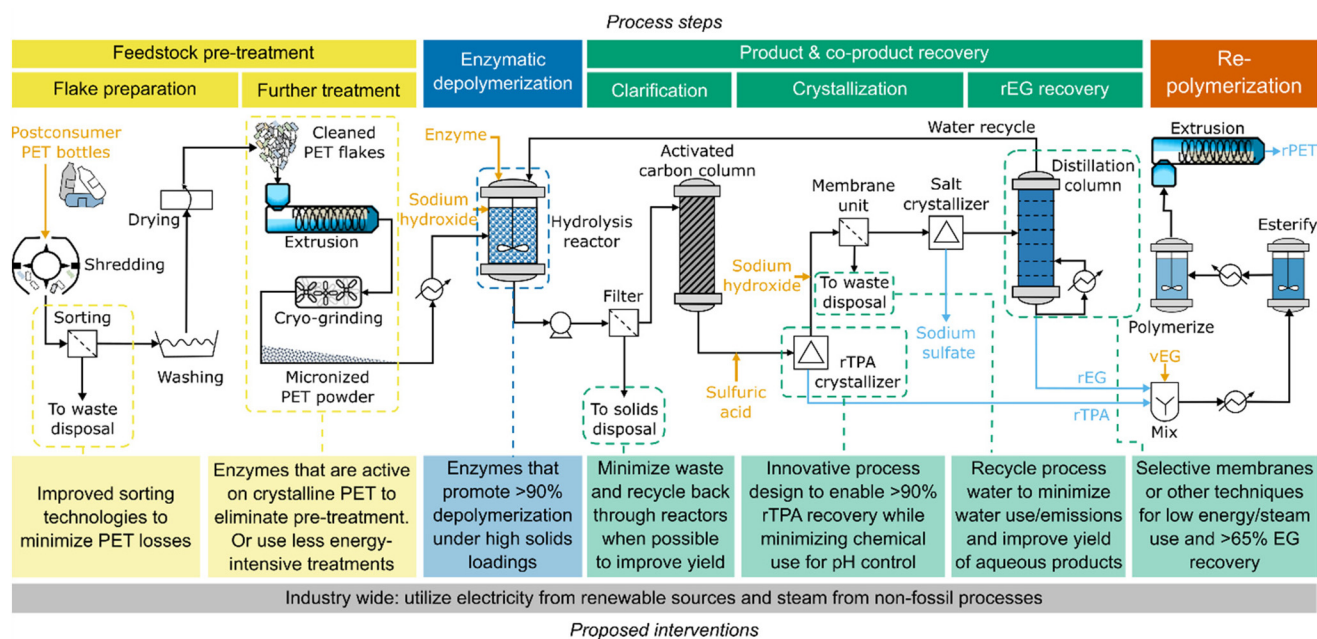 Process steps
Feedstock pre-treatment
Enzymatic
depolymerization
Product & co-product recovery
Re-
polymerization
Flake preparation
Further treatment
Clarification
Crystallization
rEG recovery
Postconsumer
PET bottles
Shredding
Sorting
To waste
disposal
Washing
Drying
Cleaned
PET flakes
Extrusion
Cryo-grinding
Micronized
PET powder
Enzyme
Sodium
hydroxide
Hydrolysis
reactor
Water recycle
Filter
To solids
disposal
Activated
carbon column
Sulfuric
acid
rTPA
crystallizer
Sodium
hydroxide
Membrane
unit
To waste
disposal
Salt
crystallizer
Sodium
sulfate
Distillation
column
rEG
rTPA
vEG
Mix
Esterify
Polymerize
Extrusion
rPET
Improved sorting
technologies to
minimize PET losses
Enzymes that are active
on crystalline PET to
eliminate pre-treatment.
Or use less energy-
intensive treatments
Enzymes that
promote >90%
depolymerization
under high solids
loadings
Minimize waste
and recycle back
through reactors
when possible
to improve yield
Innovative process
design to enable >90%
rTPA recovery while
minimizing chemical
use for pH control
Recycle process
water to minimize
water use/emissions
and improve yield
of aqueous products
Selective membranes
or other techniques
for low energy/steam
use and >65% EG
recovery
Industry wide: utilize electricity from renewable sources and steam from non-fossil processes
Proposed interventions